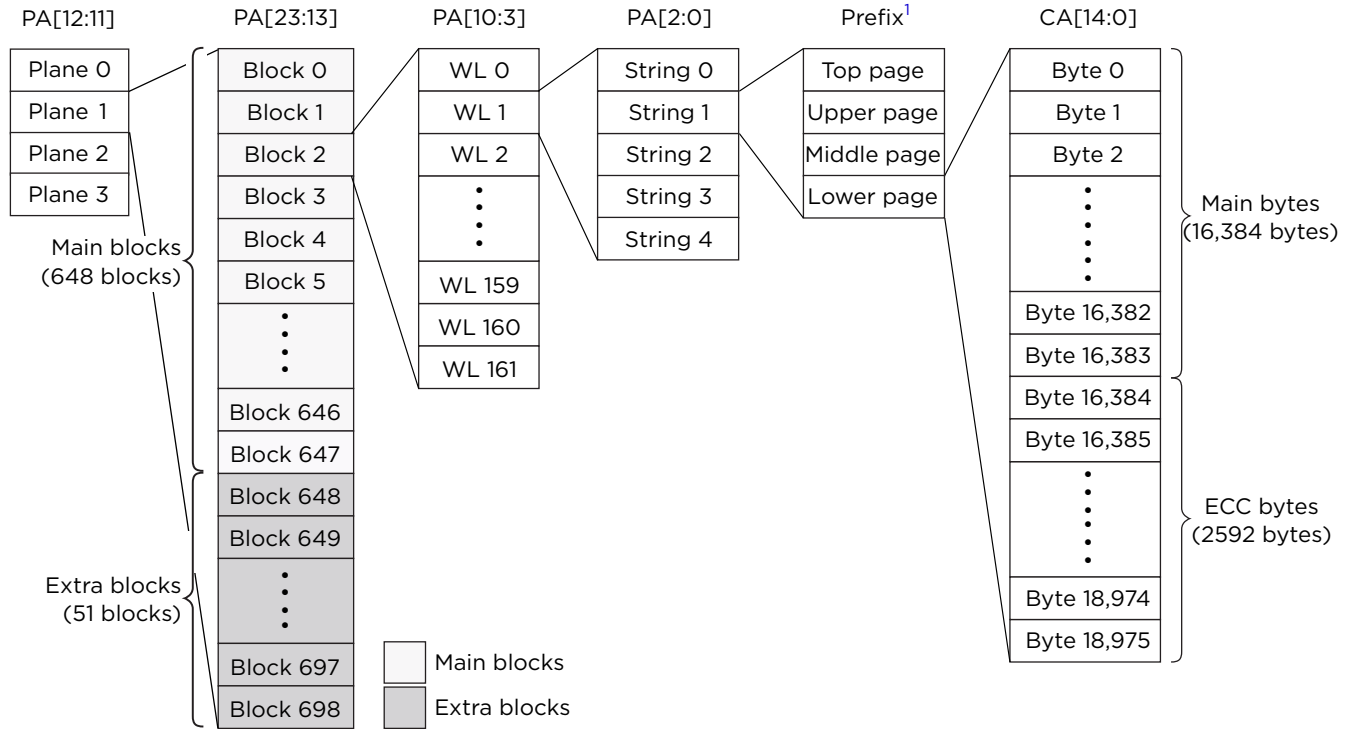 PA[12:11]
PA[23:13]
PA[10:3]
PA[2:0]
Prefix1
CA[14:0]
Plane 0
Plane 1
Plane 2
Plane 3
Main blocks
(648 blocks)
Extra blocks
(51 blocks)
Block 0
Block 1
Block 2
Block 3
Block 4
Block 5
Block 646
Block 647
Block 648
Block 649
Block 697
Block 698
WL 0
WL 1
WL 2
WL 159
WL 160
WL 161
String 0
String 1
String 2
String 3
String 4
Top page
Upper page
Middle page
Lower page
Byte 0
Byte 1
Byte 2
Byte 16,382
Byte 16,383
Byte 16,384
Byte 16,385
Byte 18,974
Byte 18,975
Main bytes
(16,384 bytes)
ECC bytes
(2592 bytes)
Main blocks
Extra blocks